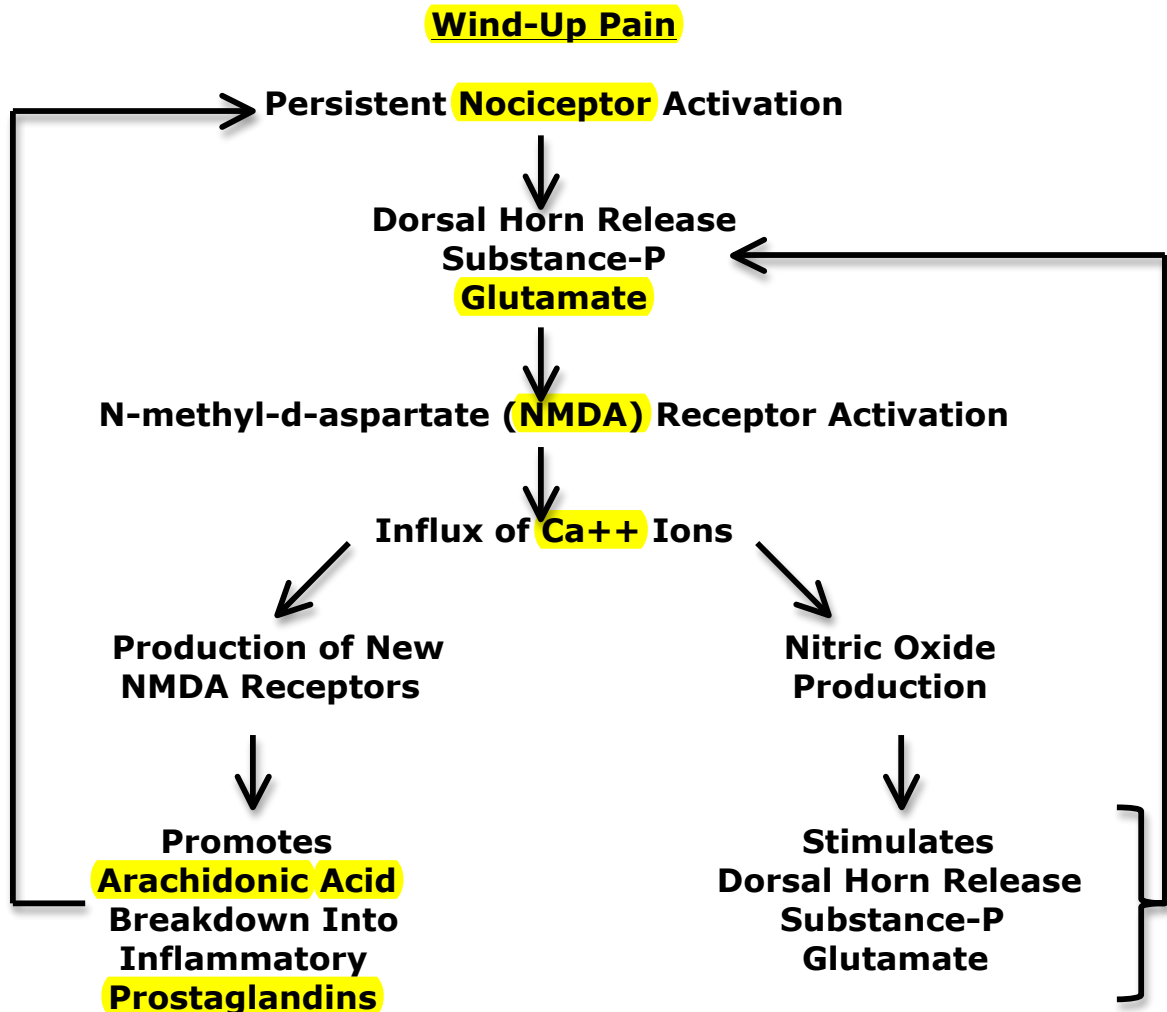 Wind-Up Pain
Persistent Nociceptor Activation
Dorsal Horn Release
Substance-P
Glutamate
N-methyl-d-aspartate (NMDA) Receptor Activation
Influx of Ca++ Ions
Production of New
NMDA Receptors
Nitric Oxide
Production
Promotes
Arachidonic Acid
Breakdown Into
Inflammatory
Prostaglandins
Stimulates
Dorsal Horn Release
Substance-P
Glutamate